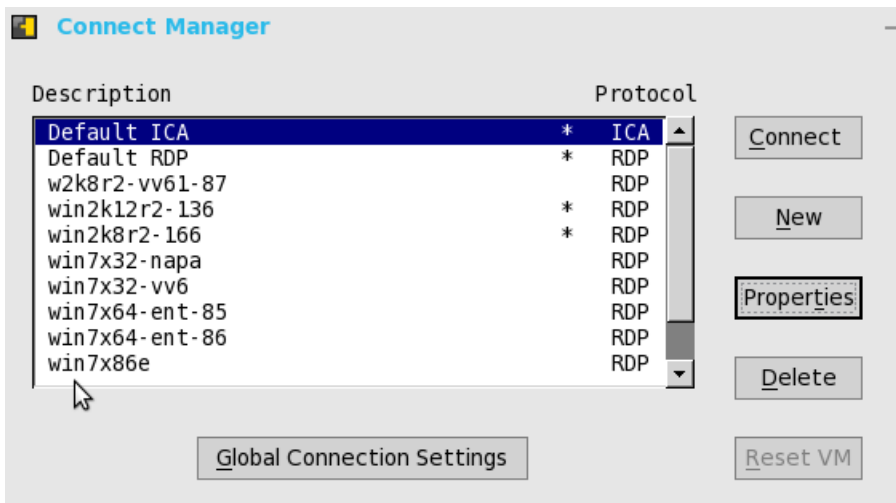 Connect Manager
Description Protocol
Default ICA * ICA
Default RDP * RDP
w2k8r2-vv61-87 RDP
win2k12r2-136 * RDP
win2k8r2-166 * RDP
win7x32-napa RDP
win7x32-vv6 RDP
win7x64-ent-85 RDP
win7x64-ent-86 RDP
win7x86e RDP
Connect
New
Properties
Delete
Global Connection Settings
Reset VM